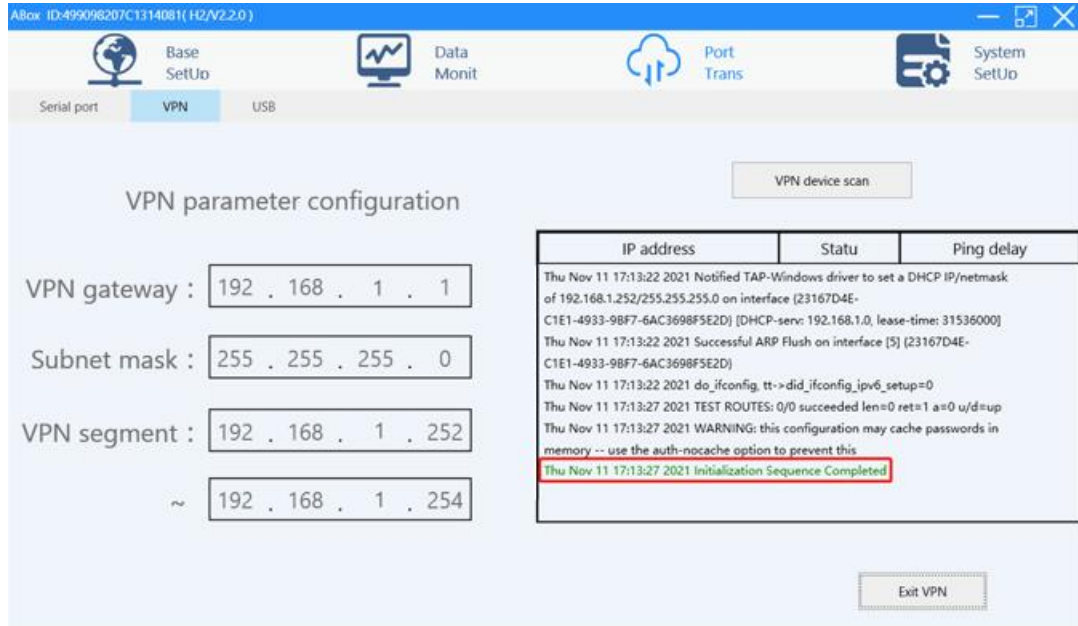 ABox ID:499098207C1314081( H2/V2.2.0 )
Base
SetUp
Data
Monit
Port
Trans
System
SetUp
Serial port
VPN
USB
VPN parameter configuration
VPN gateway : 192 . 168 . 1 . 1
Subnet mask : 255 . 255 . 255 . 0
VPN segment : 192 . 168 . 1 . 252
~ 192 . 168 . 1 . 254
VPN device scan
IP address Statu Ping delay
Thu Nov 11 17:13:22 2021 Notified TAP-Windows driver to set a DHCP IP/netmask
of 192.168.1.252/255.255.255.0 on interface {23167D4E-
C1E1-4933-9BF7-6AC3698F5E2D} [DHCP-serv: 192.168.1.0, lease-time: 31536000]
Thu Nov 11 17:13:22 2021 Successful ARP Flush on interface [5] {23167D4E-
C1E1-4933-9BF7-6AC3698F5E2D}
Thu Nov 11 17:13:22 2021 do_ifconfig, tt->did_ifconfig_ipv6_setup=0
Thu Nov 11 17:13:27 2021 TEST ROUTES: 0/0 succeeded len=0 ret=1 a=0 u/d=up
Thu Nov 11 17:13:27 2021 WARNING: this configuration may cache passwords in
memory -- use the auth-nocache option to prevent this
Thu Nov 11 17:13:27 2021 Initialization Sequence Completed
Exit VPN